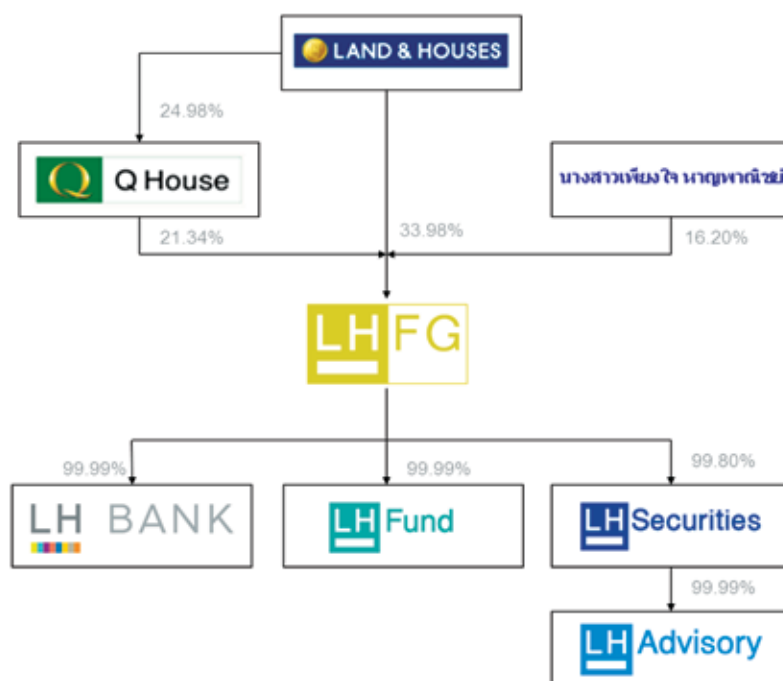 LAND & HOUSES
24.98%
Q Q House
นางสาวเพียงใจ หาญพาณิชย์
21.34%
33.98%
16.20%
LH FG
99.99%
99.99%
99.80%
LH BANK
LH Fund
LH Securities
99.99%
LH Advisory